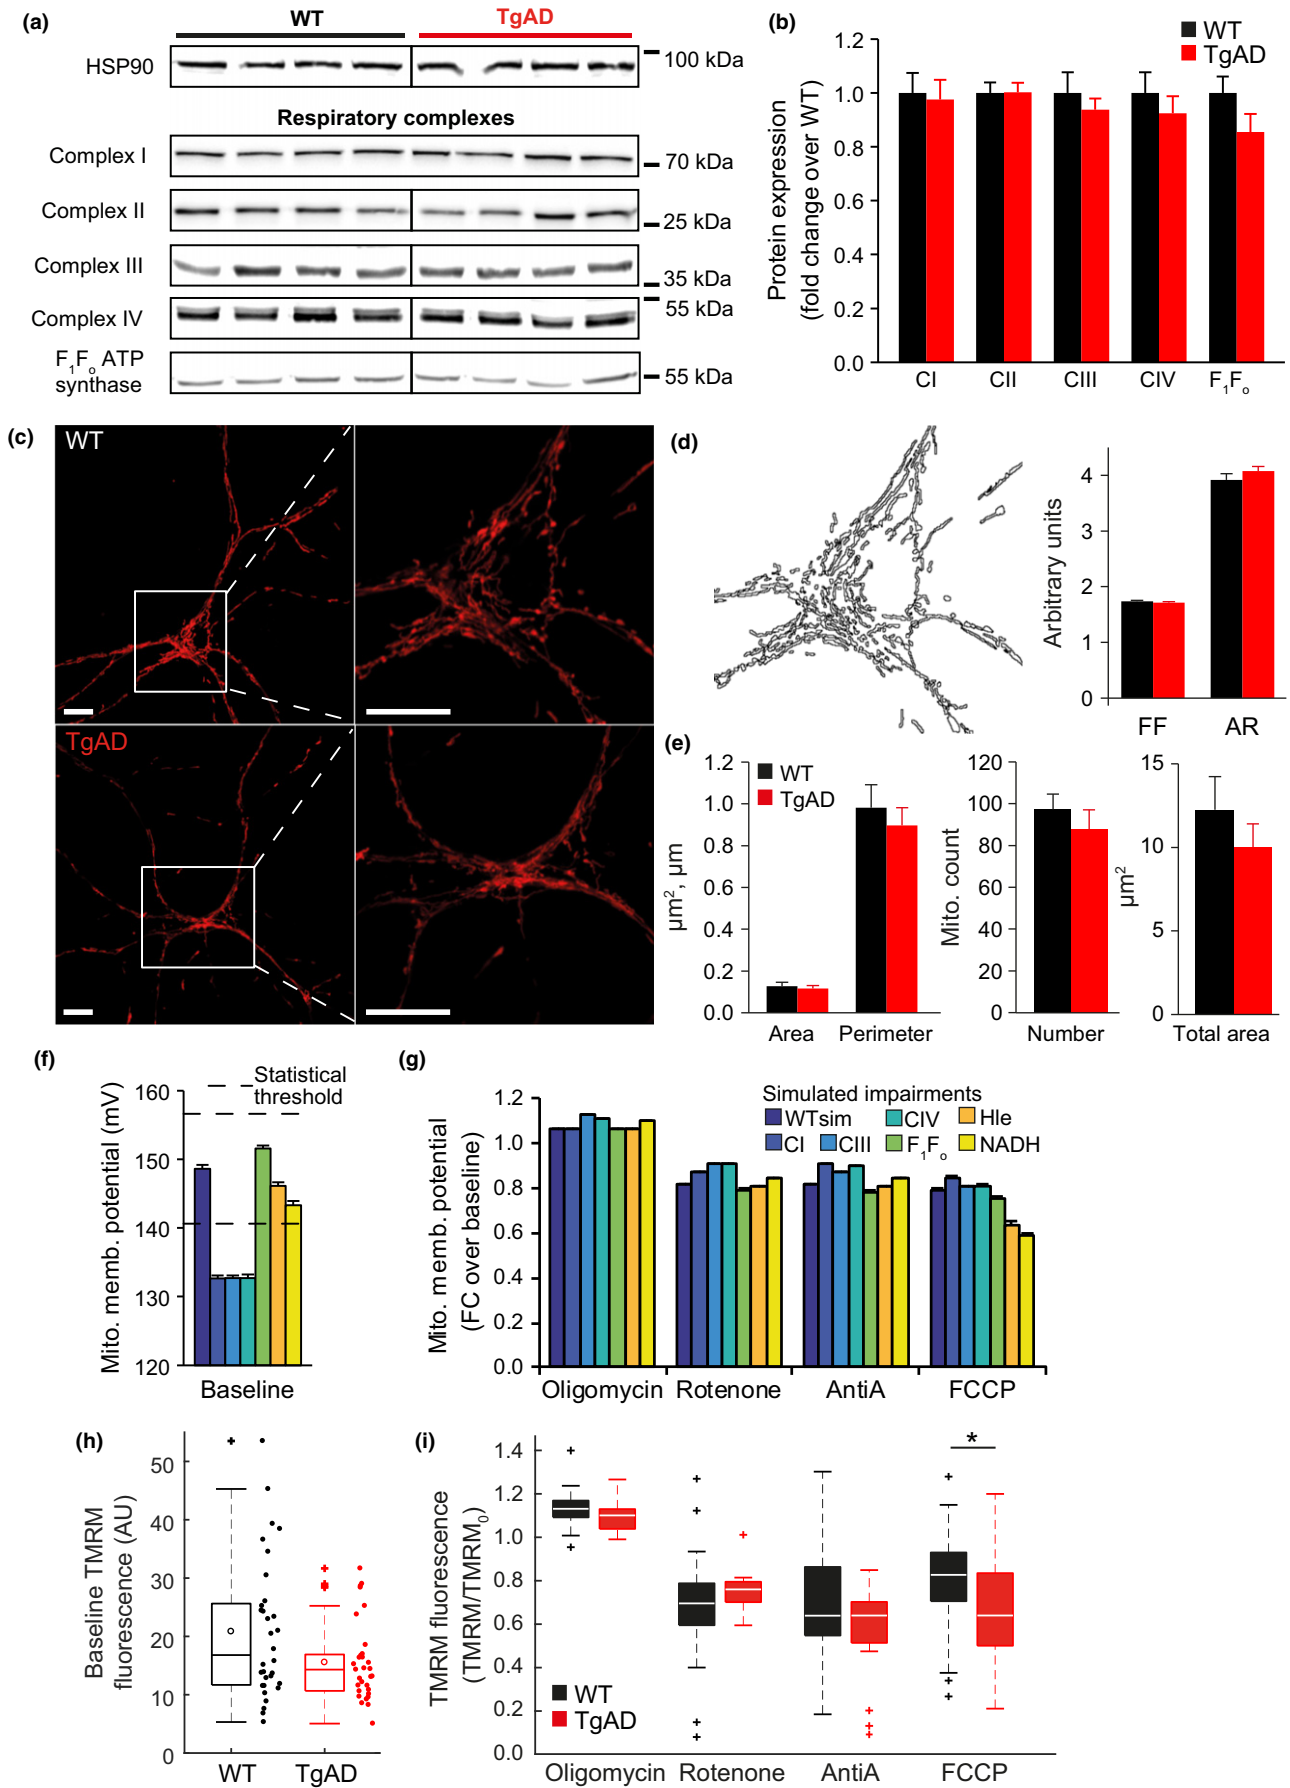 (a)
WT
TgAD
HSP90
100 kDa
Respiratory complexes
Complex I
70 kDa
Complex II
25 kDa
Complex III
35 kDa
Complex IV
55 kDa
F1Fo ATP
synthase
55 kDa
(b)
WT
TgAD
Protein expression
(fold change over WT)
1.2
1.0
0.8
0.6
0.4
0.2
0.0
CI
CII
CIII
CIV
F1Fo
(c)
WT
TgAD
(d)
Arbitrary units
4
3
2
1
0
FF
AR
(e)
WT
TgAD
µm², µm
1.2
1.0
0.8
0.6
0.4
0.2
0.0
Area
Perimeter
Mito. count
120
100
80
60
40
20
0
Number
µm²
15
10
5
0
Total area
(f)
Statistical
threshold
Mito. memb. potential (mV)
160
150
140
130
120
Baseline
(g)
Mito. memb. potential
(FC over baseline)
1.2
1.0
0.8
0.6
0.4
0.2
0.0
Simulated impairments
WTsim
CIV
Hle
CI
CIII
F1Fo
NADH
Oligomycin
Rotenone
AntiA
FCCP
(h)
Baseline TMRM
fluorescence (AU)
50
40
30
20
10
0
WT
TgAD
(i)
TMRM fluorescence
(TMRM/TMRM0)
1.4
1.2
1.0
0.8
0.6
0.4
0.2
0.0
*
WT
TgAD
Oligomycin
Rotenone
AntiA
FCCP